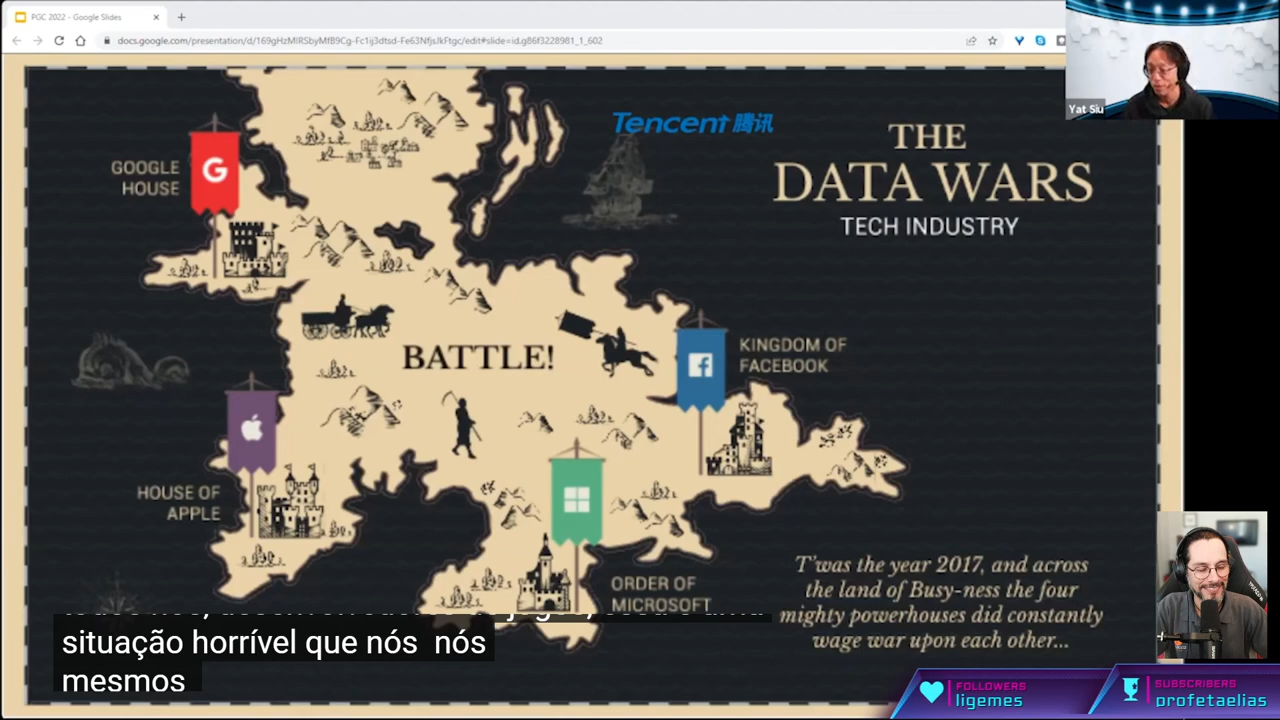 PGC 2022 - Google Slides
docs.google.com/presentation/d/169gHzMlRSbyMfB9Cg-Fc1ij3dtsd-Fe63NfjsJkFtgc/edit#slide=id.g86f3228981_1_602
Yat Siu
Tencent 腾讯
THE
DATA WARS
TECH INDUSTRY
GOOGLE
HOUSE
G
BATTLE!
KINGDOM OF
FACEBOOK
HOUSE OF
APPLE
ORDER OF
MICROSOFT
T'was the year 2017, and across
the land of Busy-ness the four
mighty powerhouses did constantly
wage war upon each other...
situação horrível que nós nós
mesmos
FOLLOWERS
ligemes
SUBSCRIBERS
profetaelias